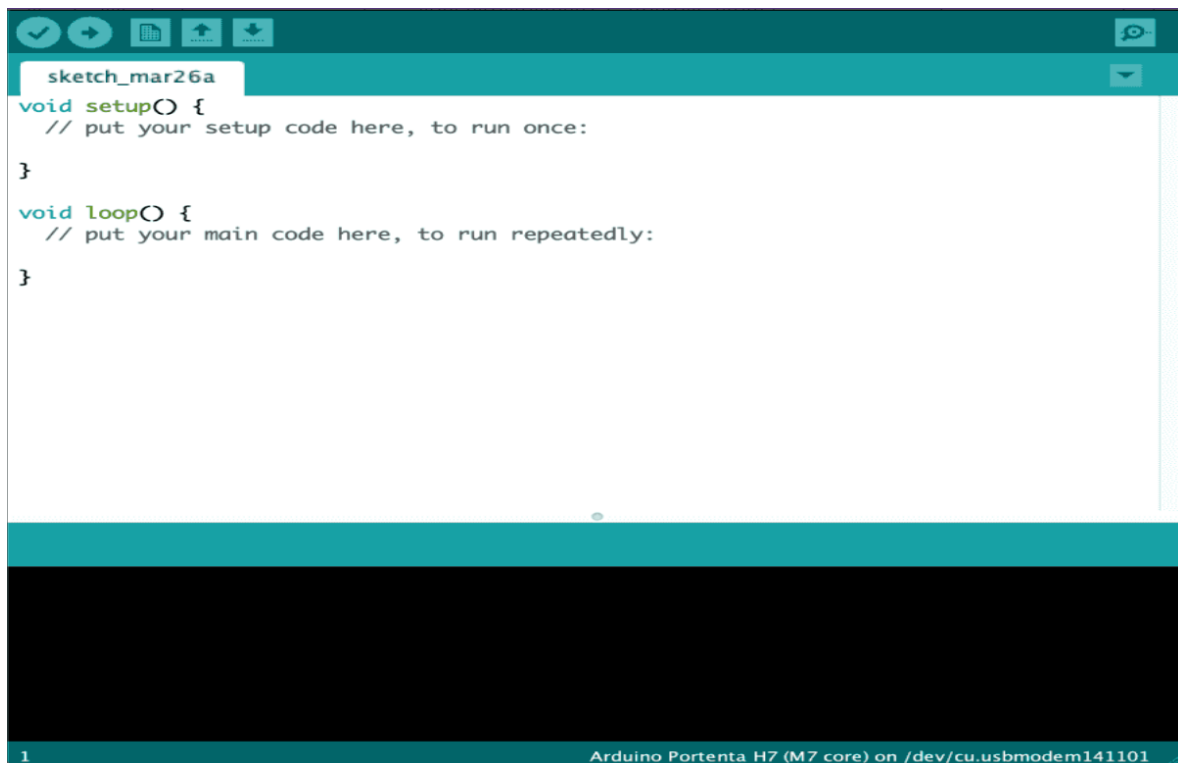 sketch_mar26a
void setup() {
  // put your setup code here, to run once:
}
void loop() {
  // put your main code here, to run repeatedly:
}
1
Arduino Portenta H7 (M7 core) on /dev/cu.usbmodem141101